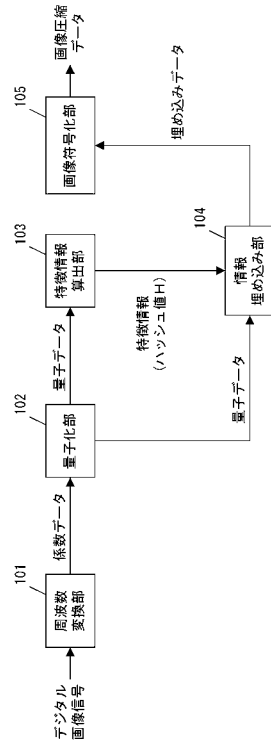 デジタル
画像信号
101
周波数
変換部
係数データ
102
量子化部
量子データ
103
特徴情報
算出部
特徴情報
(ハッシュ値H)
量子データ
104
情報
埋め込み部
埋め込みデータ
105
画像符号化部
画像圧縮
データ